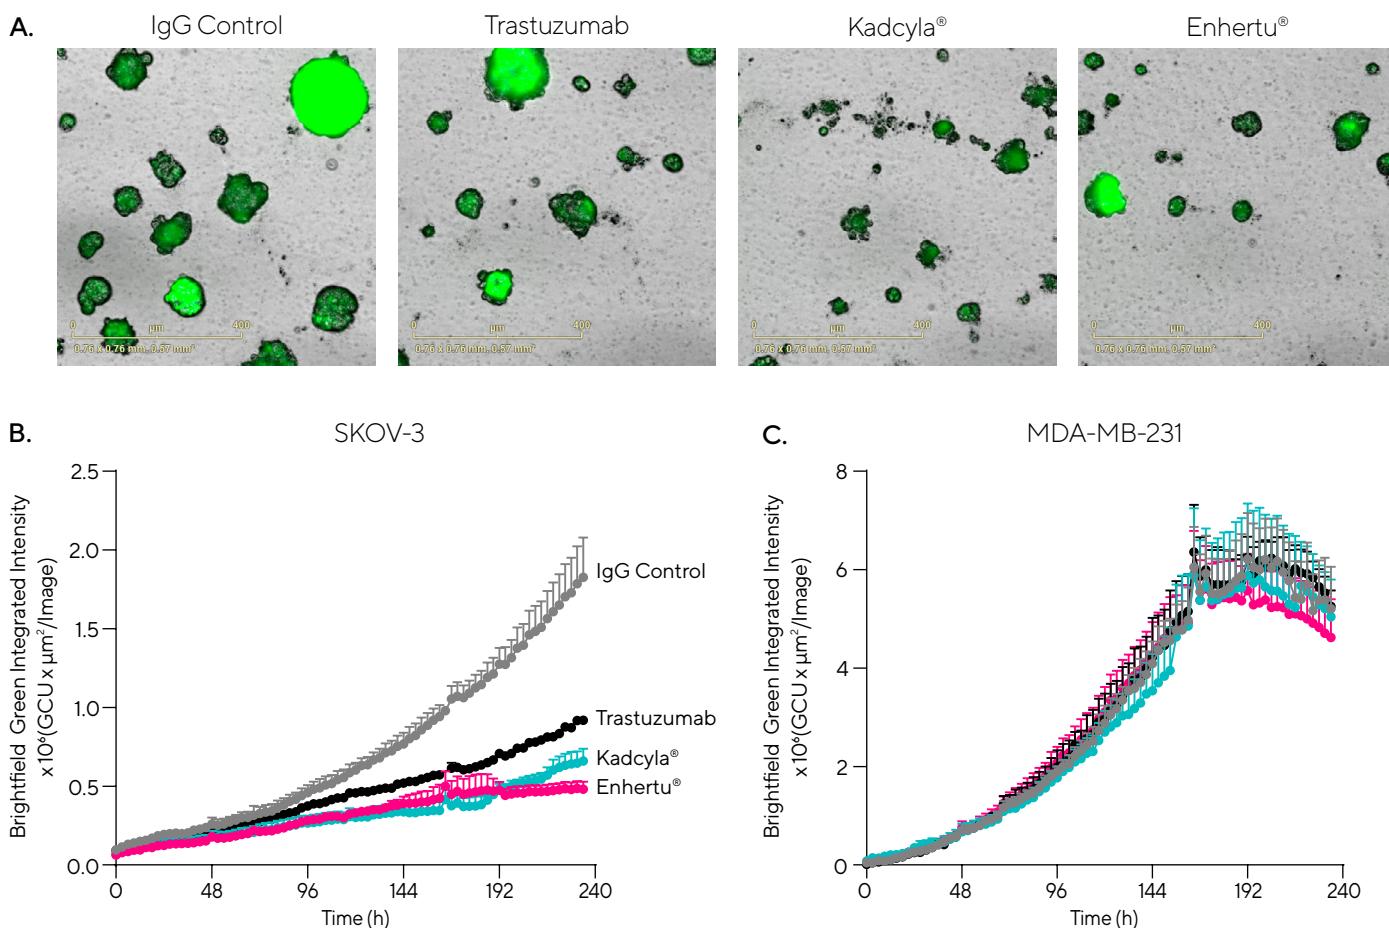 A.
IgG Control
Trastuzumab
Kadcyla®
Enhertu®
0 µm 400
0.76 x 0.76 mm, 0.57 mm²
0 µm 400
0.76 x 0.76 mm, 0.57 mm²
0 µm 400
0.76 x 0.76 mm, 0.57 mm²
0 µm 400
0.76 x 0.76 mm, 0.57 mm²
B.
SKOV-3
Brightfield Green Integrated Intensity
x10⁶(GCU x µm²/Image)
2.5
2.0
1.5
1.0
0.5
0.0
IgG Control
Trastuzumab
Kadcyla®
Enhertu®
0 48 96 144 192 240
Time (h)
C.
MDA-MB-231
Brightfield Green Integrated Intensity
x10⁶(GCU x µm²/Image)
8
6
4
2
0
0 48 96 144 192 240
Time (h)